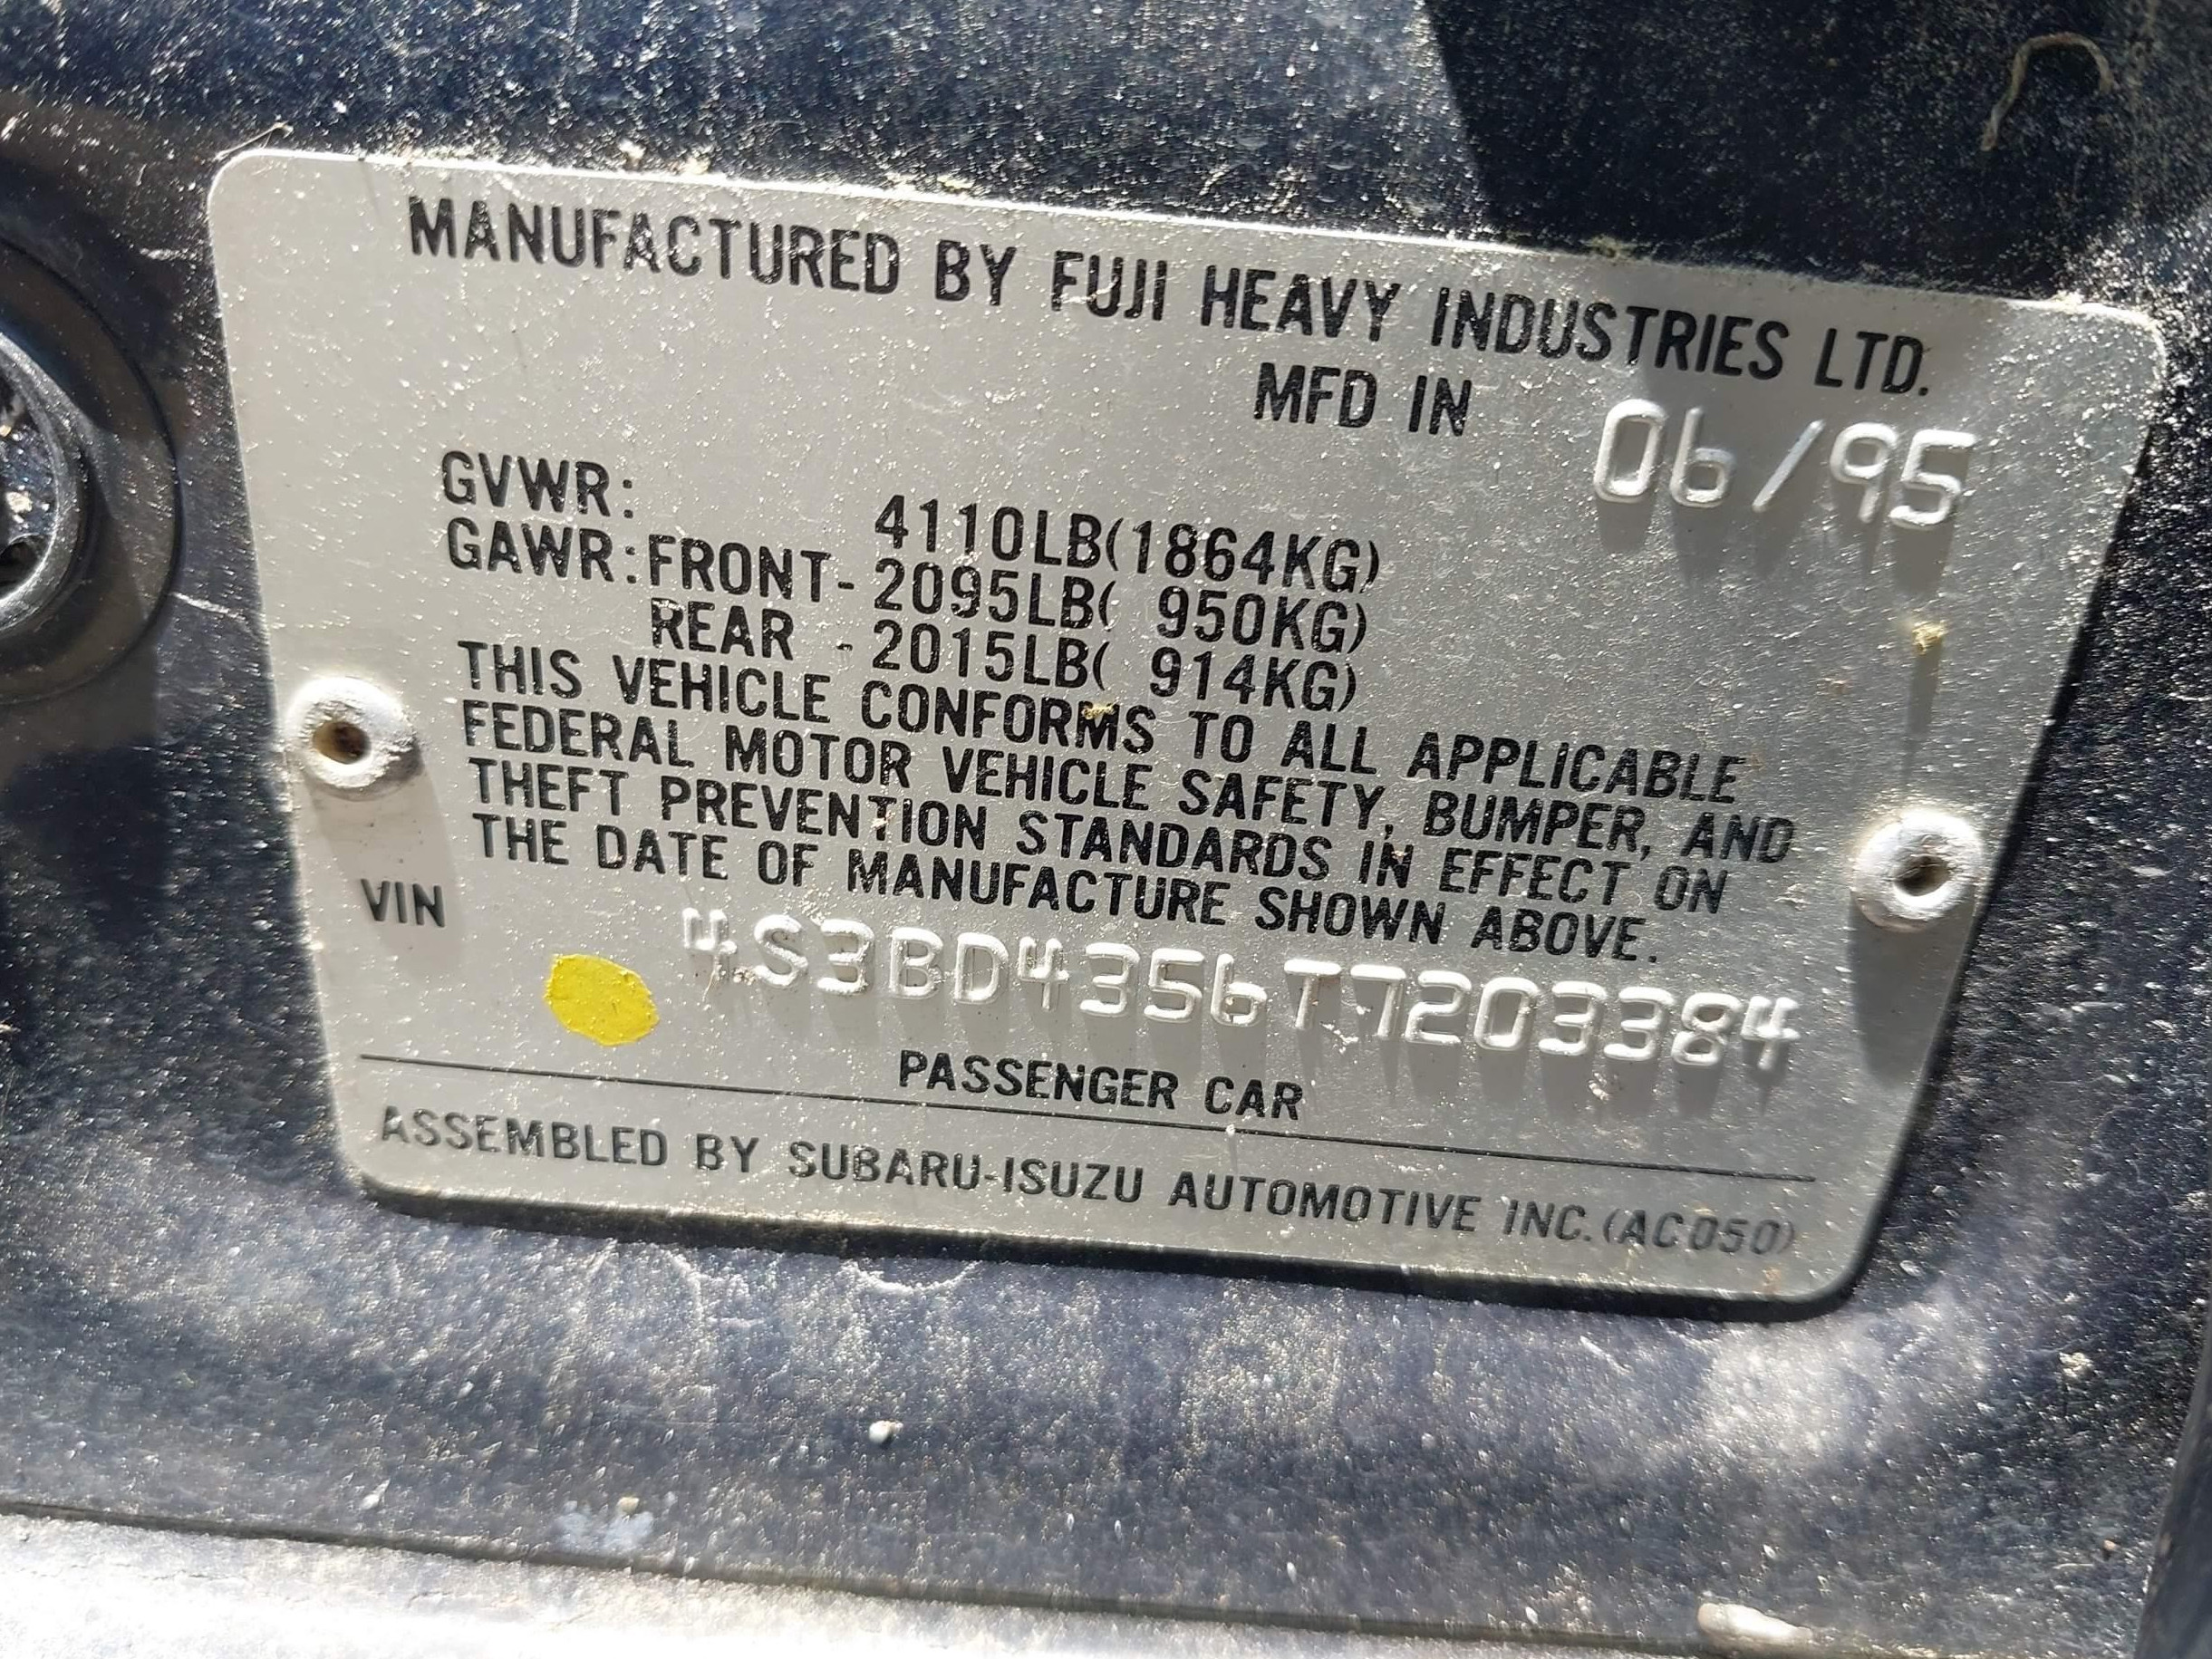 MANUFACTURED BY FUJI HEAVY INDUSTRIES LTD.
MFD IN 06/95
GVWR: 4110LB(1864KG)
GAWR:FRONT- 2095LB( 950KG)
REAR - 2015LB( 914KG)
THIS VEHICLE CONFORMS TO ALL APPLICABLE
FEDERAL MOTOR VEHICLE SAFETY, BUMPER, AND
THEFT PREVENTION STANDARDS IN EFFECT ON
THE DATE OF MANUFACTURE SHOWN ABOVE.
VIN 4S3BD4356T7203384
PASSENGER CAR
ASSEMBLED BY SUBARU-ISUZU AUTOMOTIVE INC.(AC050)